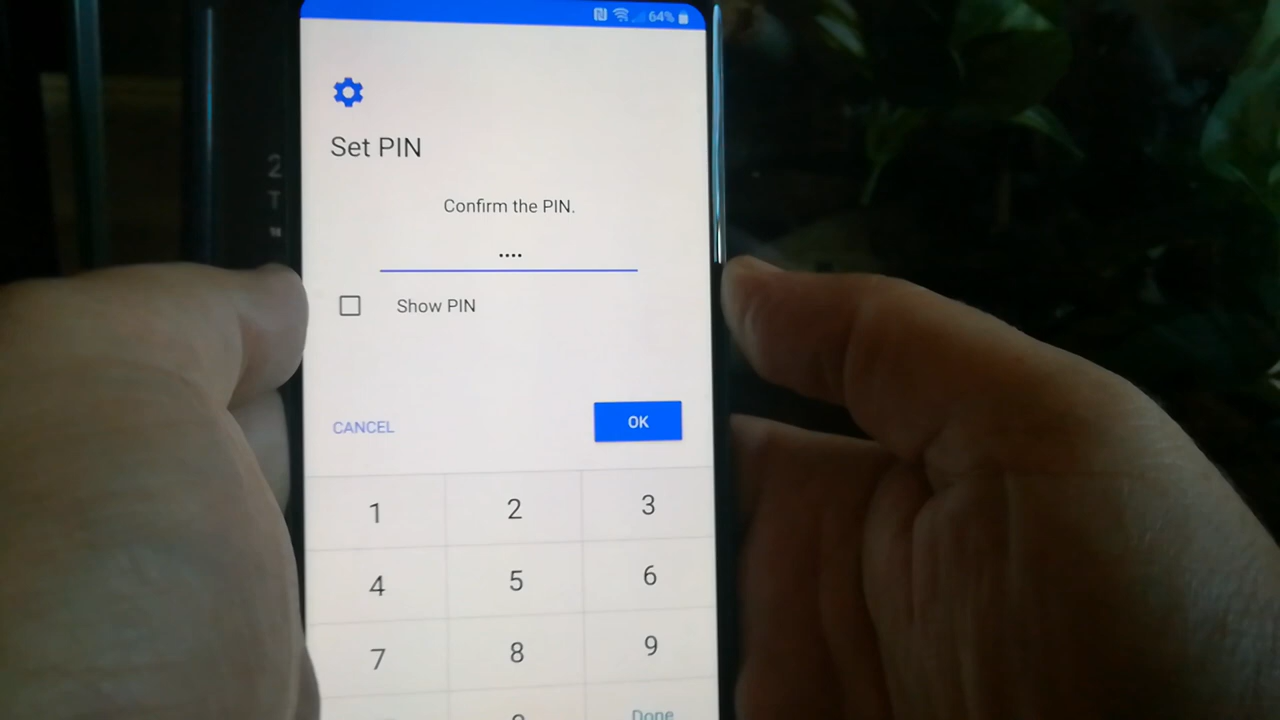 64%
Set PIN
Confirm the PIN.
Show PIN
CANCEL
OK
1 2 3
4 5 6
7 8 9
Done
2
T